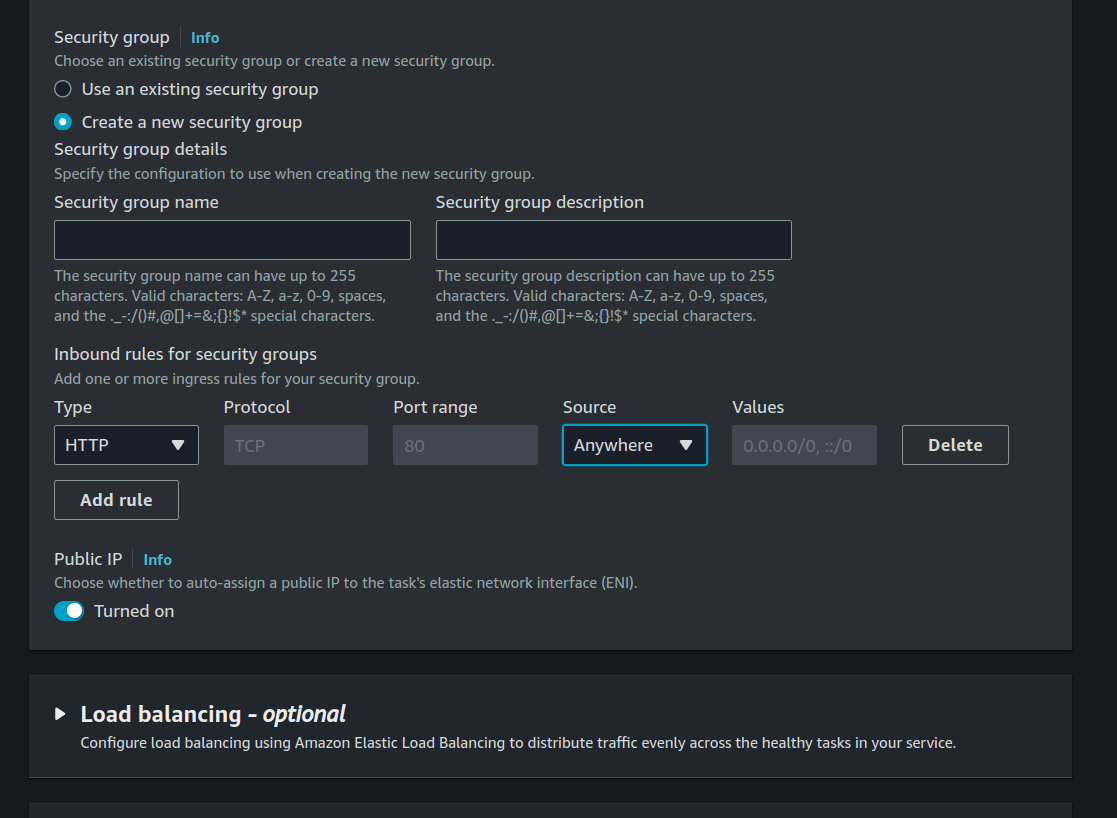 Security group Info
Choose an existing security group or create a new security group.
Use an existing security group
Create a new security group
Security group details
Specify the configuration to use when creating the new security group.
Security group name Security group description
The security group name can have up to 255 The security group description can have up to 255
characters. Valid characters: A-Z, a-z, 0-9, spaces, characters. Valid characters: A-Z, a-z, 0-9, spaces,
and the ._-:/()#,@[]+=&;{}!$* special characters. and the ._-:/()#,@[]+=&;{}!$* special characters.
Inbound rules for security groups
Add one or more ingress rules for your security group.
Type Protocol Port range Source Values
HTTP TCP 80 Anywhere 0.0.0.0/0, ::/0 Delete
Add rule
Public IP Info
Choose whether to auto-assign a public IP to the task's elastic network interface (ENI).
Turned on
Load balancing - optional
Configure load balancing using Amazon Elastic Load Balancing to distribute traffic evenly across the healthy tasks in your service.